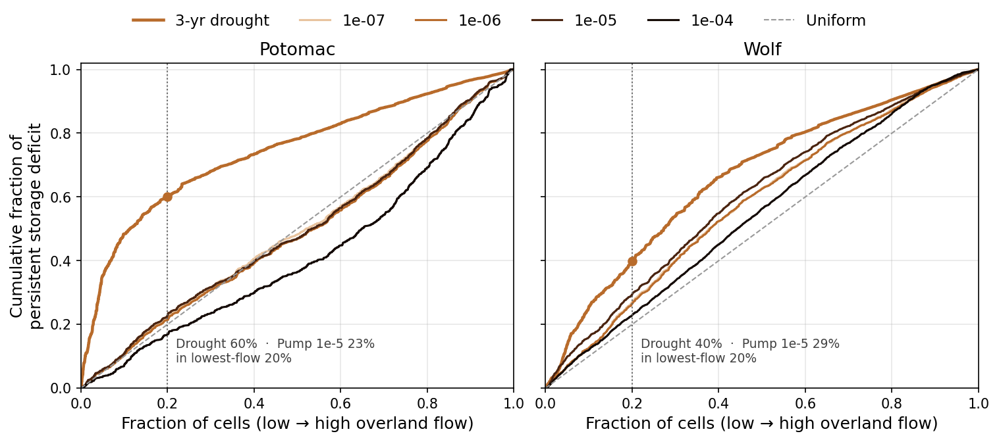 3-yr drought 1e-07 1e-06 1e-05 1e-04 Uniform
Potomac
Cumulative fraction of
persistent storage deficit
1.0
0.8
0.6
0.4
0.2
0.0
Drought 60% · Pump 1e-5 23%
in lowest-flow 20%
0.0 0.2 0.4 0.6 0.8 1.0
Fraction of cells (low → high overland flow)
Wolf
Drought 40% · Pump 1e-5 29%
in lowest-flow 20%
0.0 0.2 0.4 0.6 0.8 1.0
Fraction of cells (low → high overland flow)